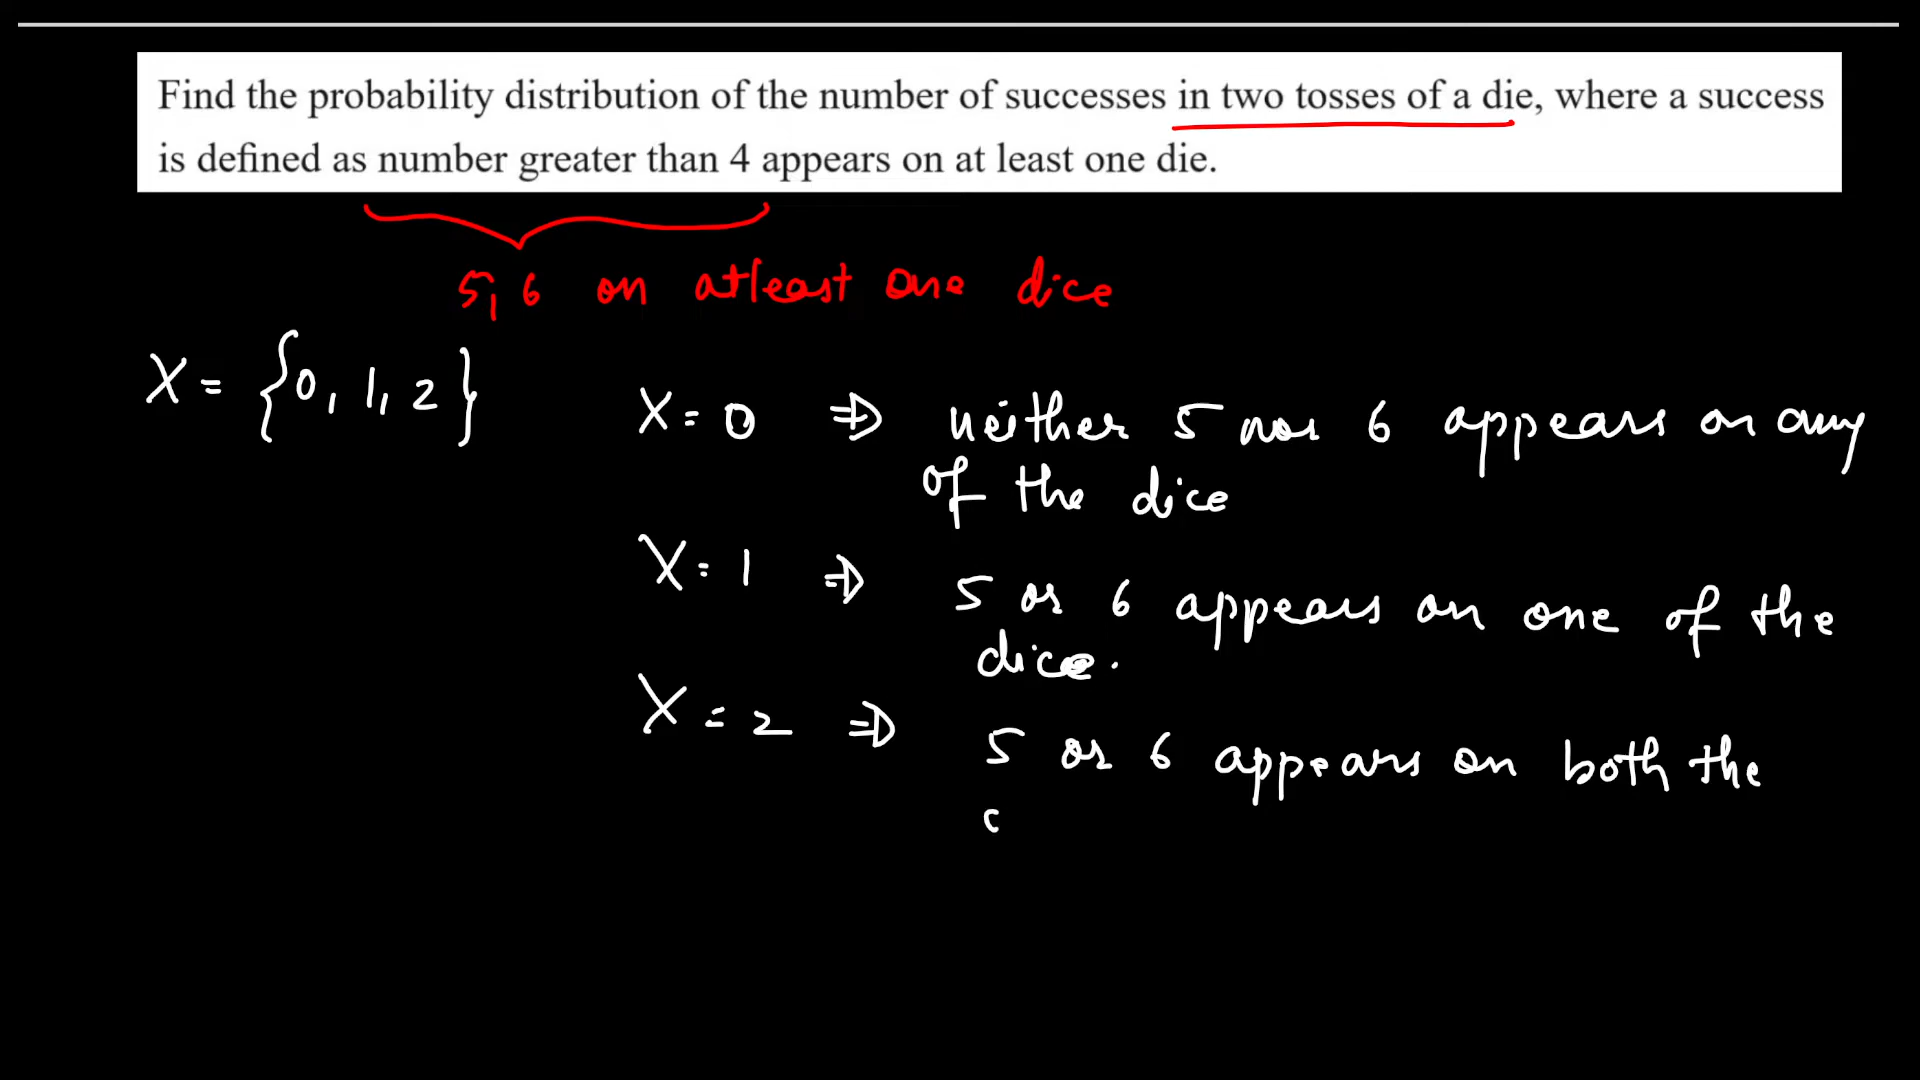 Find the probability distribution of the number of successes in two tosses of a die, where a success
is defined as number greater than 4 appears on at least one die.
5, 6 on atleast one dice
X = {0, 1, 2}
X = 0 ⇒ neither 5 nor 6 appears on any
of the dice
X = 1 ⇒ 5 or 6 appears on one of the
dice.
X = 2 ⇒ 5 or 6 appears on both the